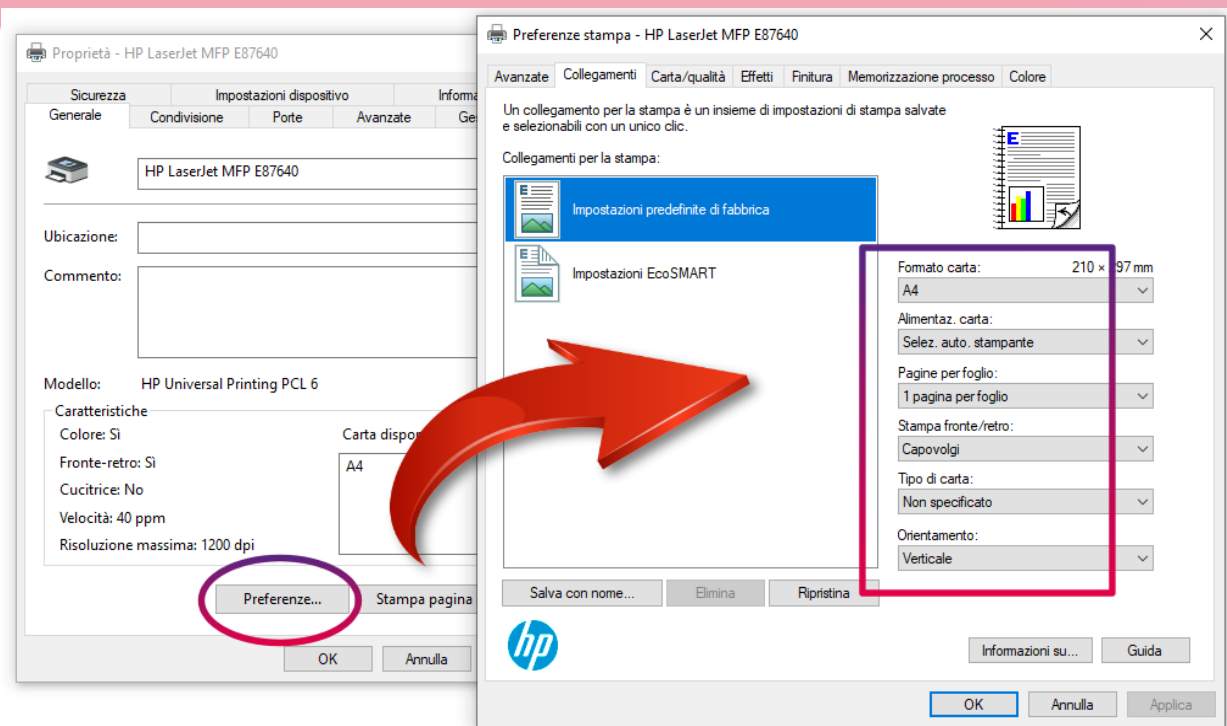 Proprietà - HP LaserJet MFP E87640
Sicurezza Impostazioni dispositivo Informa
Generale Condivisione Porte Avanzate Ge
HP LaserJet MFP E87640
Ubicazione:
Commento:
Modello: HP Universal Printing PCL 6
Caratteristiche
Colore: Sì
Fronte-retro: Sì
Cucitrice: No
Velocità: 40 ppm
Risoluzione massima: 1200 dpi
Carta dispon
A4
Preferenze... Stampa pagina
OK Annulla
Preferenze stampa - HP LaserJet MFP E87640
Avanzate Collegamenti Carta/qualità Effetti Finitura Memorizzazione processo Colore
Un collegamento per la stampa è un insieme di impostazioni di stampa salvate
e selezionabili con un unico clic.
Collegamenti per la stampa:
E
Impostazioni predefinite di fabbrica
E
Impostazioni EcoSMART
E
Formato carta: 210 × 297 mm
A4
Alimentaz. carta:
Selez. auto. stampante
Pagine per foglio:
1 pagina per foglio
Stampa fronte/retro:
Capovolgi
Tipo di carta:
Non specificato
Orientamento:
Verticale
Salva con nome... Elimina Ripristina
hp
Informazioni su... Guida
OK Annulla Applica